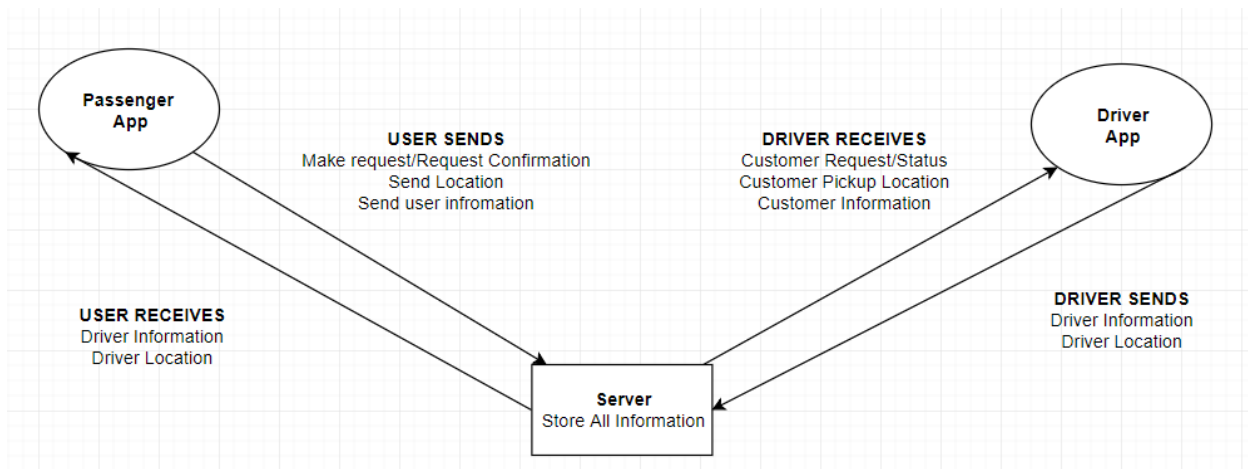 Passenger
App
USER SENDS
Make request/Request Confirmation
Send Location
Send user infromation
DRIVER RECEIVES
Customer Request/Status
Customer Pickup Location
Customer Information
Driver
App
USER RECEIVES
Driver Information
Driver Location
DRIVER SENDS
Driver Information
Driver Location
Server
Store All Information